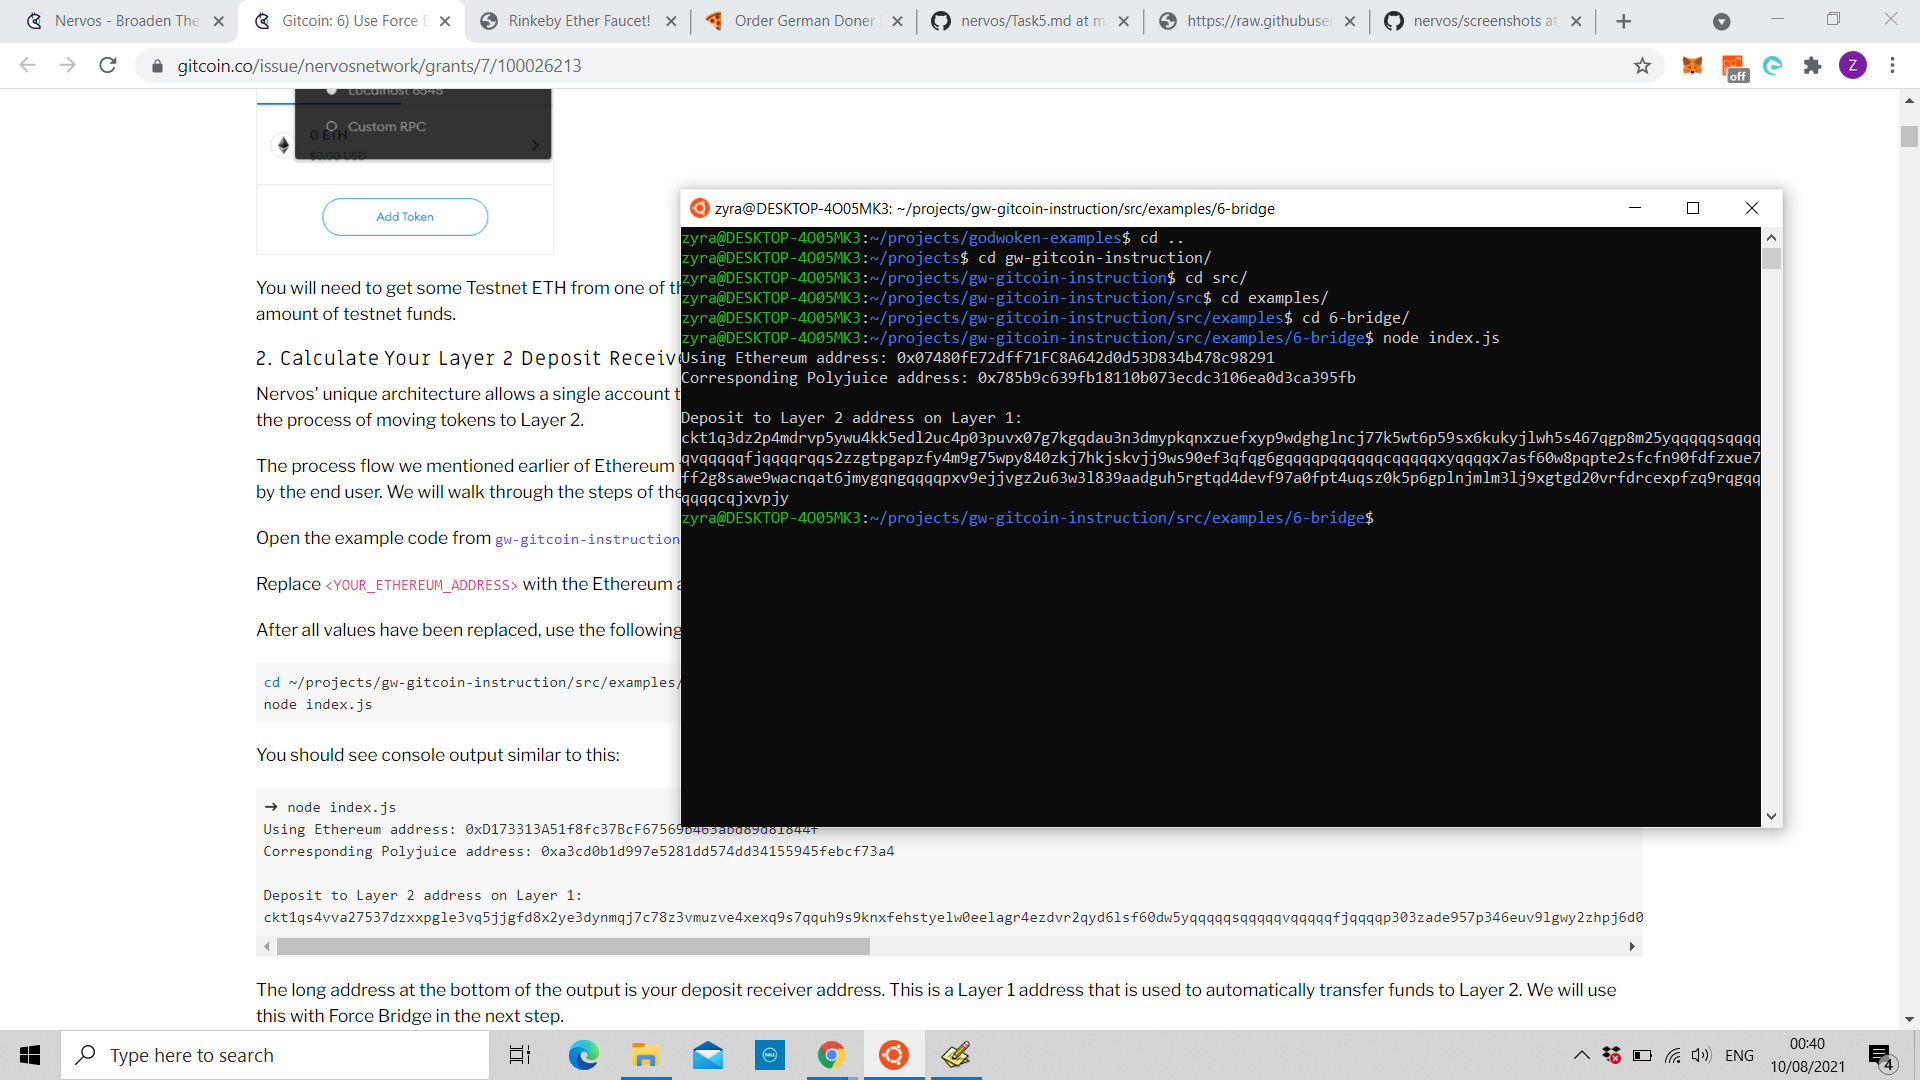 Nervos - Broaden The
Gitcoin: 6) Use Force B
Rinkeby Ether Faucet!
Order German Doner
nervos/Task5.md at m
https://raw.githubuser
nervos/screenshots at
gitcoin.co/issue/nervosnetwork/grants/7/100026213
off
Z
Localhost 8545
Custom RPC
0 ETH
$0.00 USD
Add Token
You will need to get some Testnet ETH from one of th
amount of testnet funds.
2. Calculate Your Layer 2 Deposit Receiv
Nervos' unique architecture allows a single account t
the process of moving tokens to Layer 2.
The process flow we mentioned earlier of Ethereum
by the end user. We will walk through the steps of the
Open the example code from gw-gitcoin-instruction
Replace <YOUR_ETHEREUM_ADDRESS> with the Ethereum a
After all values have been replaced, use the following
cd ~/projects/gw-gitcoin-instruction/src/examples/
node index.js
You should see console output similar to this:
→ node index.js
Using Ethereum address: 0xD173313A51f8fc37BcF67569b463abd89d81844f
Corresponding Polyjuice address: 0xa3cd0b1d997e5281dd574dd34155945febcf73a4
Deposit to Layer 2 address on Layer 1:
ckt1qs4vva27537dzxxpgle3vq5jjgfd8x2ye3dynmqj7c78z3vmuzve4xexq9s7qquh9s9knxfehstyelw0eelagr4ezdvr2qyd6lsf60dw5yqqqqqsqqqqqvqqqqqfjqqqqp303zade957p346euv9lgwy2zhpj6d0
The long address at the bottom of the output is your deposit receiver address. This is a Layer 1 address that is used to automatically transfer funds to Layer 2. We will use
this with Force Bridge in the next step.
zyra@DESKTOP-4O05MK3: ~/projects/gw-gitcoin-instruction/src/examples/6-bridge
zyra@DESKTOP-4O05MK3:~/projects/godwoken-examples$ cd ..
zyra@DESKTOP-4O05MK3:~/projects$ cd gw-gitcoin-instruction/
zyra@DESKTOP-4O05MK3:~/projects/gw-gitcoin-instruction$ cd src/
zyra@DESKTOP-4O05MK3:~/projects/gw-gitcoin-instruction/src$ cd examples/
zyra@DESKTOP-4O05MK3:~/projects/gw-gitcoin-instruction/src/examples$ cd 6-bridge/
zyra@DESKTOP-4O05MK3:~/projects/gw-gitcoin-instruction/src/examples/6-bridge$ node index.js
Using Ethereum address: 0x07480fE72dff71FC8A642d0d53D834b478c98291
Corresponding Polyjuice address: 0x785b9c639fb18110b073ecdc3106ea0d3ca395fb
Deposit to Layer 2 address on Layer 1:
ckt1q3dz2p4mdrvp5ywu4kk5edl2uc4p03puvx07g7kgqdau3n3dmypkqnxzuefxyp9wdghglncj77k5wt6p59sx6kukyjlwh5s467qgp8m25yqqqqqsqqqq
qvqqqqqfjqqqqrqqs2zzgtpgapzfy4m9g75wpy840zkj7hkjskvjj9ws90ef3qfqg6gqqqqpqqqqqqcqqqqqxyqqqqx7asf60w8pqpte2sfcfn90fdfzxue7
ff2g8sawe9wacnqat6jmygqngqqqqpxv9ejjvgz2u63w3l839aadguh5rgtqd4devf97a0fpt4uqsz0k5p6gplnjmlm3lj9xgtgd20vrfdrcexpfzq9rqgqq
qqqqcqjxvpjy
zyra@DESKTOP-4O05MK3:~/projects/gw-gitcoin-instruction/src/examples/6-bridge$
Type here to search
DELL
ENG
00:40
10/08/2021
4